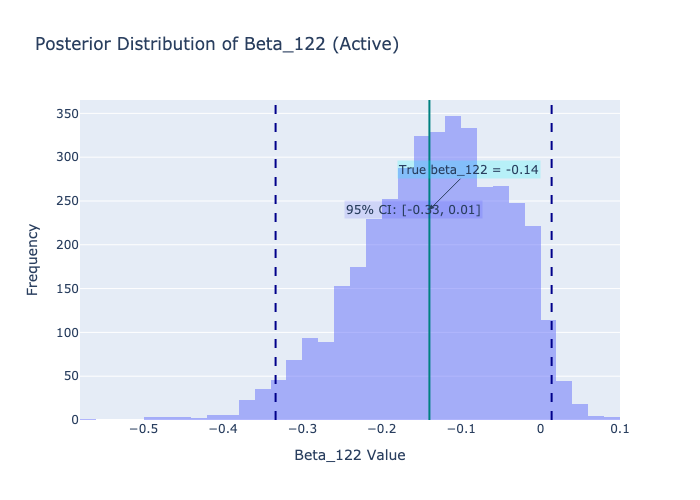 Posterior Distribution of Beta_122 (Active)
350
300
250
200
150
100
50
0
Frequency
True beta_122 = -0.14
95% CI: [-0.33, 0.01]
−0.5 −0.4 −0.3 −0.2 −0.1 0 0.1
Beta_122 Value